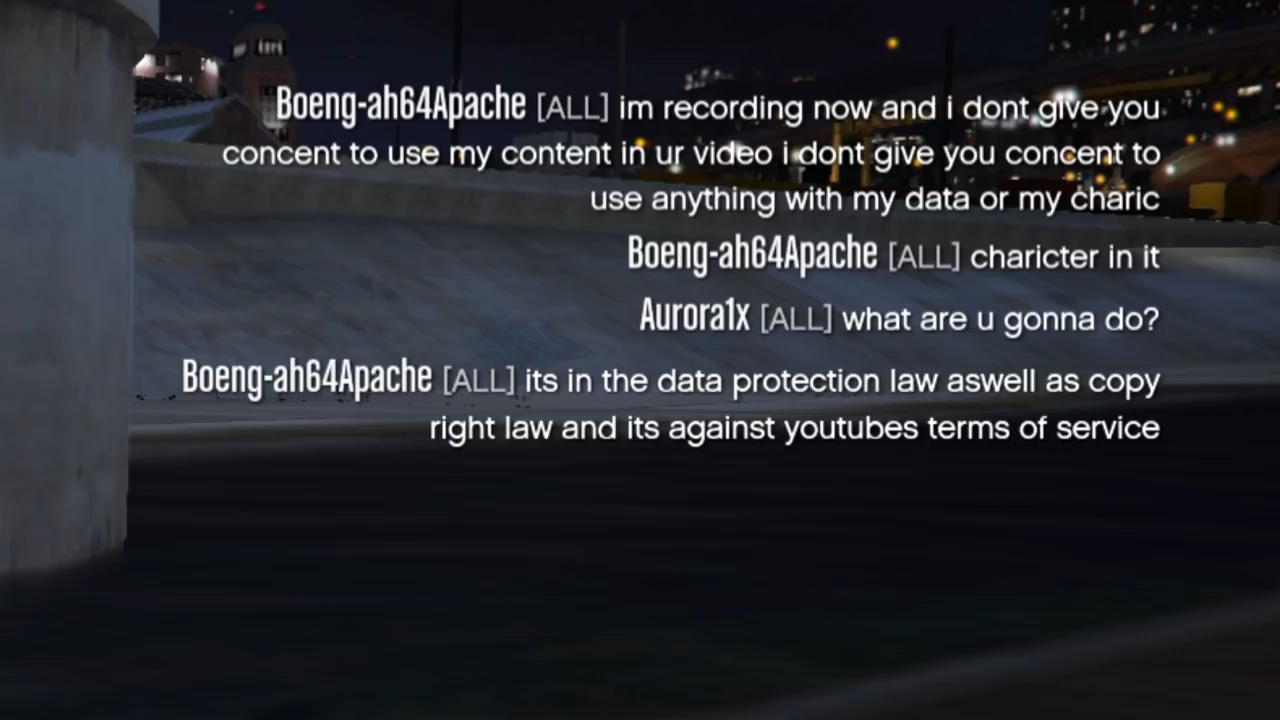 Boeng-ah64Apache [ALL] im recording now and i dont give you
concent to use my content in ur video i dont give you concent to
use anything with my data or my charic
Boeng-ah64Apache [ALL] charicter in it
Aurora1x [ALL] what are u gonna do?
Boeng-ah64Apache [ALL] its in the data protection law aswell as copy
right law and its against youtubes terms of service